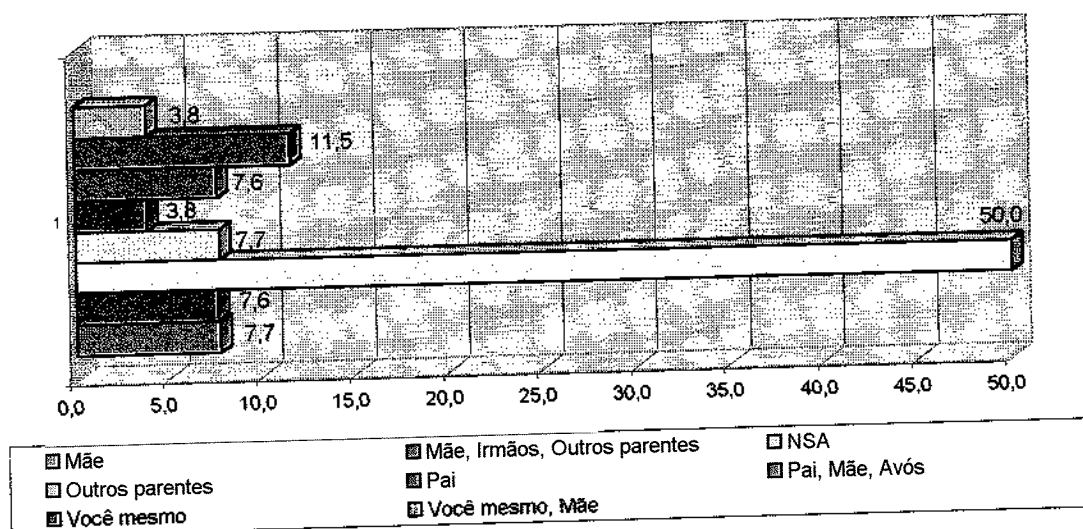 3,8
11,5
7,6
3,8
1
7,7
50,0
7,6
7,7
0,0 5,0 10,0 15,0 20,0 25,0 30,0 35,0 40,0 45,0 50,0
Mãe Mãe, Irmãos, Outros parentes NSA
Outros parentes Pai Pai, Mãe, Avós
Você mesmo Você mesmo, Mãe